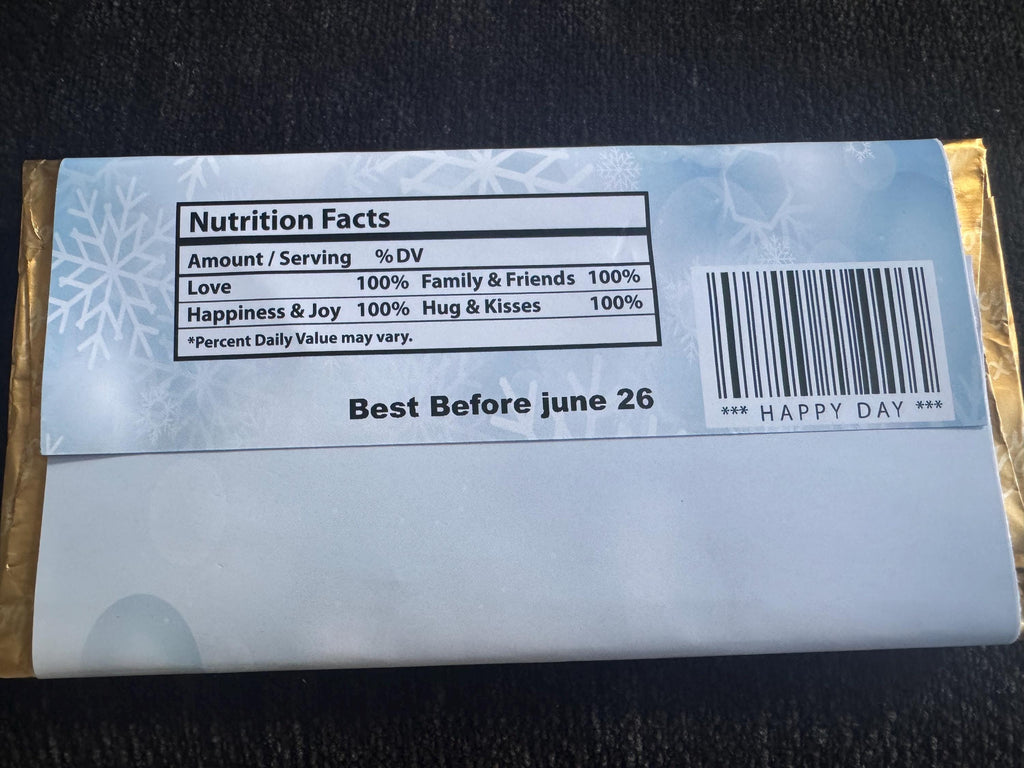 Nutrition Facts
Amount / Serving %DV
Love 100% Family & Friends 100%
Happiness & Joy 100% Hug & Kisses 100%
*Percent Daily Value may vary.
Best Before june 26
*** HAPPY DAY ***